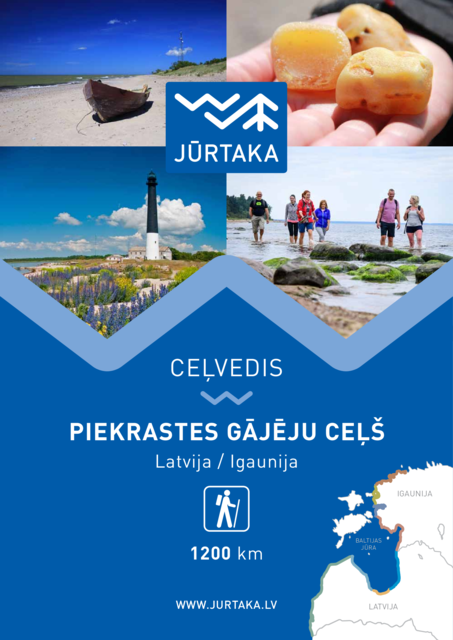 JŪRTAKA
CEĻVEDIS
PIEKRASTES GĀJĒJU CEĻŠ
Latvija / Igaunija
1200 km
IGAUNIJA
BALTIJAS
JŪRA
LATVIJA
WWW.JURTAKA.LV